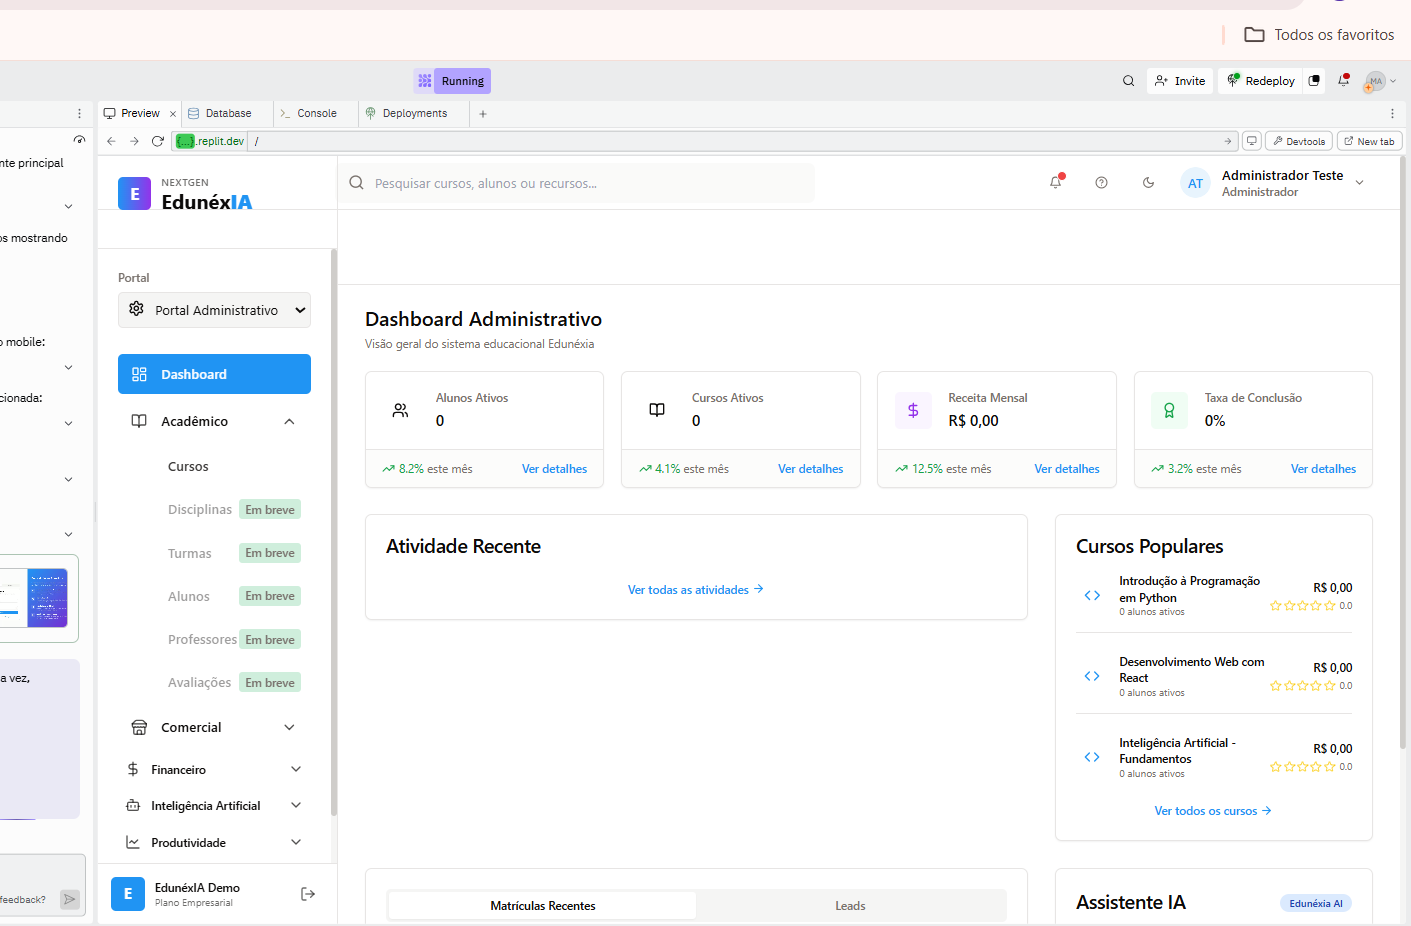 Todos os favoritos
Running
Invite
Redeploy
MA
Preview
Database
Console
Deployments
{...}.replit.dev
/
Devtools
New tab
nte principal
os mostrando
o mobile:
cionada:
a vez,
feedback?
E
NEXTGEN
EdunéxIA
Pesquisar cursos, alunos ou recursos...
AT
Administrador Teste
Administrador
Portal
Portal Administrativo
Dashboard
Acadêmico
Cursos
Disciplinas Em breve
Turmas Em breve
Alunos Em breve
Professores Em breve
Avaliações Em breve
Comercial
Financeiro
Inteligência Artificial
Produtividade
E
EdunéxIA Demo
Plano Empresarial
Dashboard Administrativo
Visão geral do sistema educacional Edunéxia
Alunos Ativos
0
8.2% este mês
Ver detalhes
Cursos Ativos
0
4.1% este mês
Ver detalhes
Receita Mensal
R$ 0,00
12.5% este mês
Ver detalhes
Taxa de Conclusão
0%
3.2% este mês
Ver detalhes
Atividade Recente
Ver todas as atividades
Cursos Populares
Introdução à Programação
em Python
0 alunos ativos
R$ 0,00
0.0
Desenvolvimento Web com
React
0 alunos ativos
R$ 0,00
0.0
Inteligência Artificial -
Fundamentos
0 alunos ativos
R$ 0,00
0.0
Ver todos os cursos
Matrículas Recentes
Leads
Assistente IA
Edunéxia AI